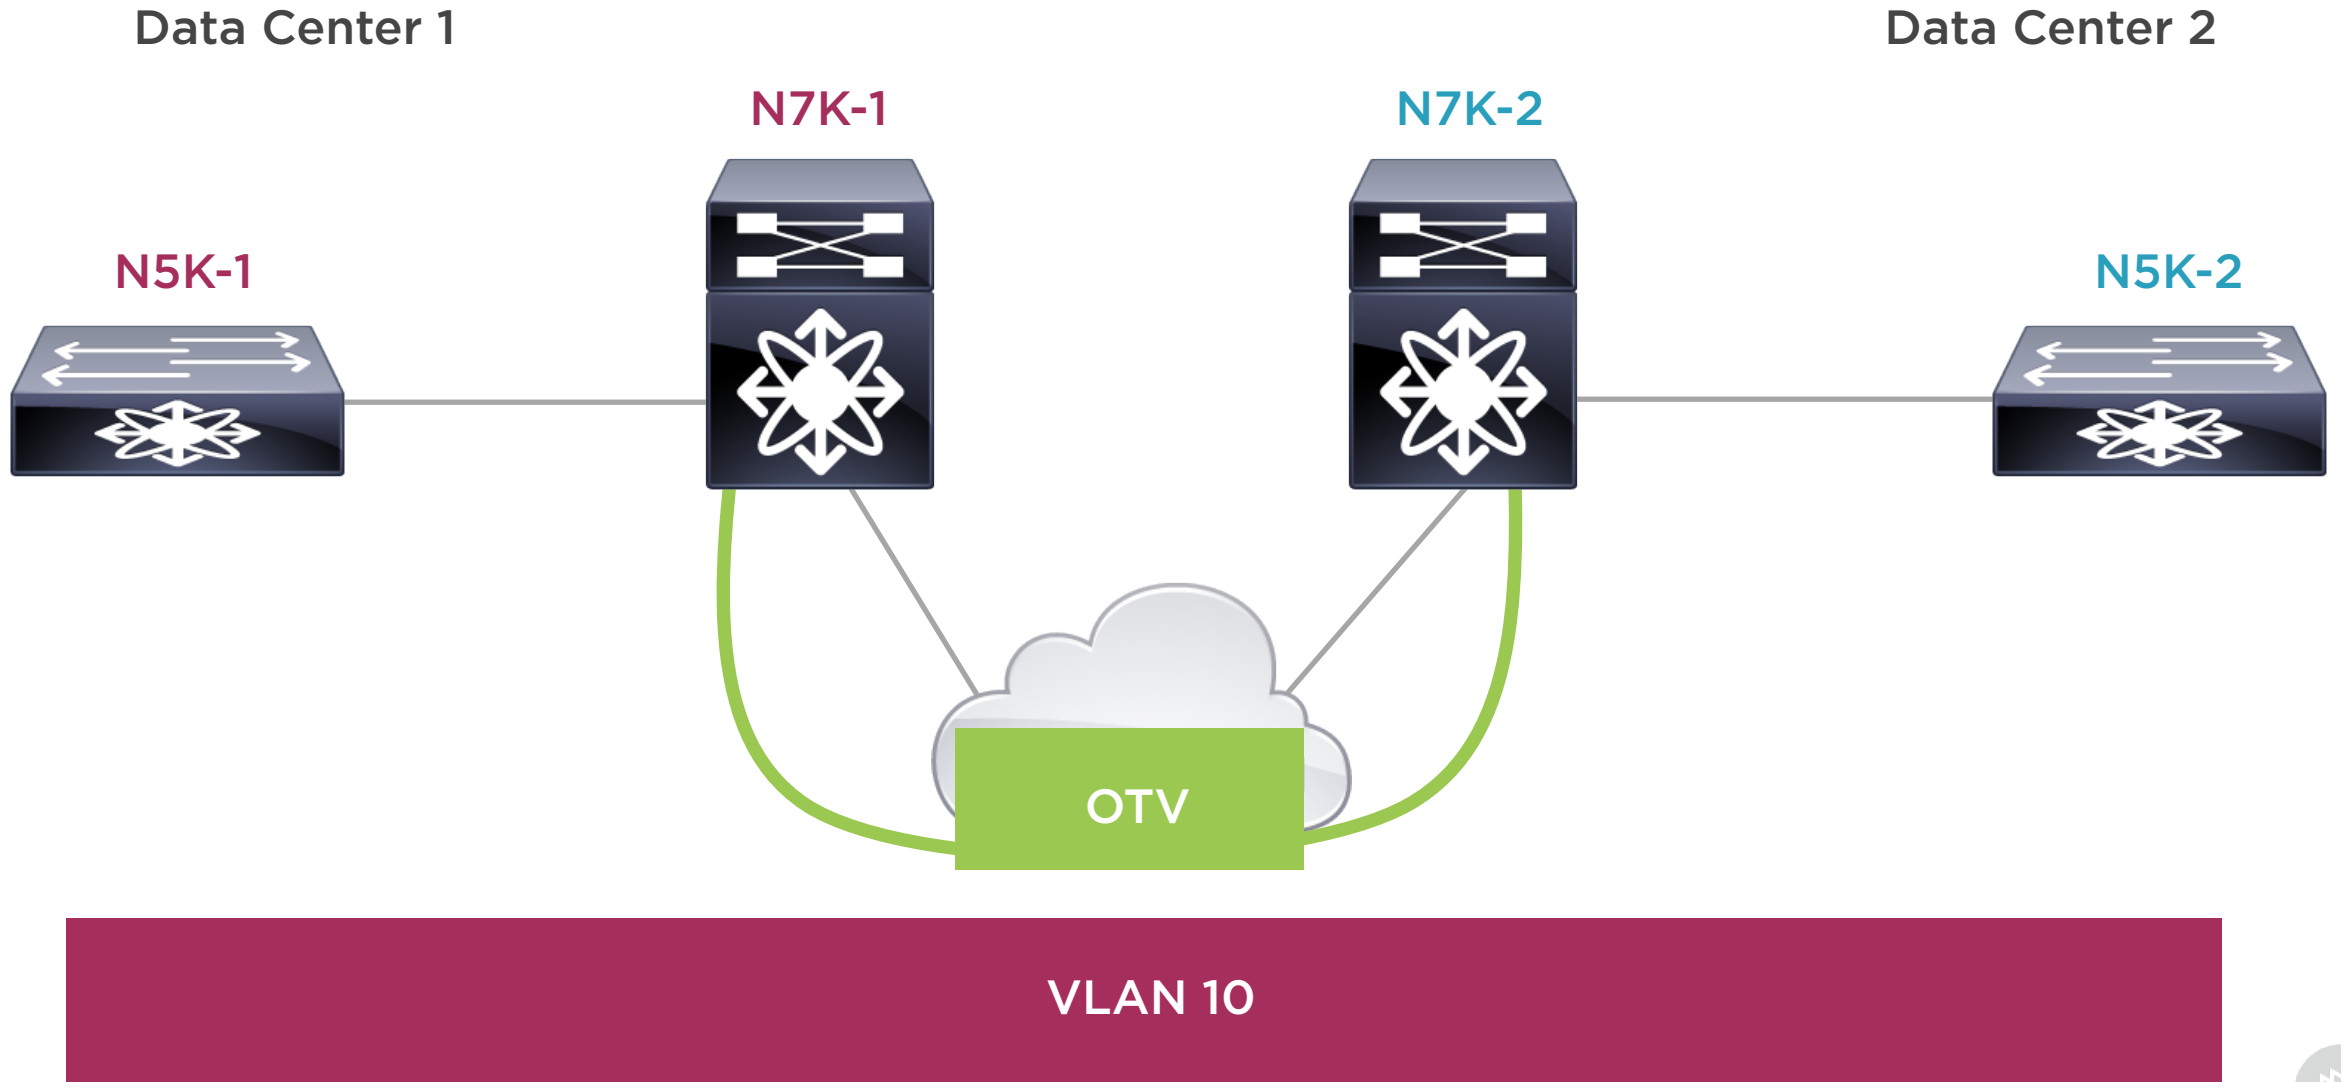 Data Center 1
Data Center 2
N7K-1
N7K-2
N5K-1
N5K-2
OTV
VLAN 10